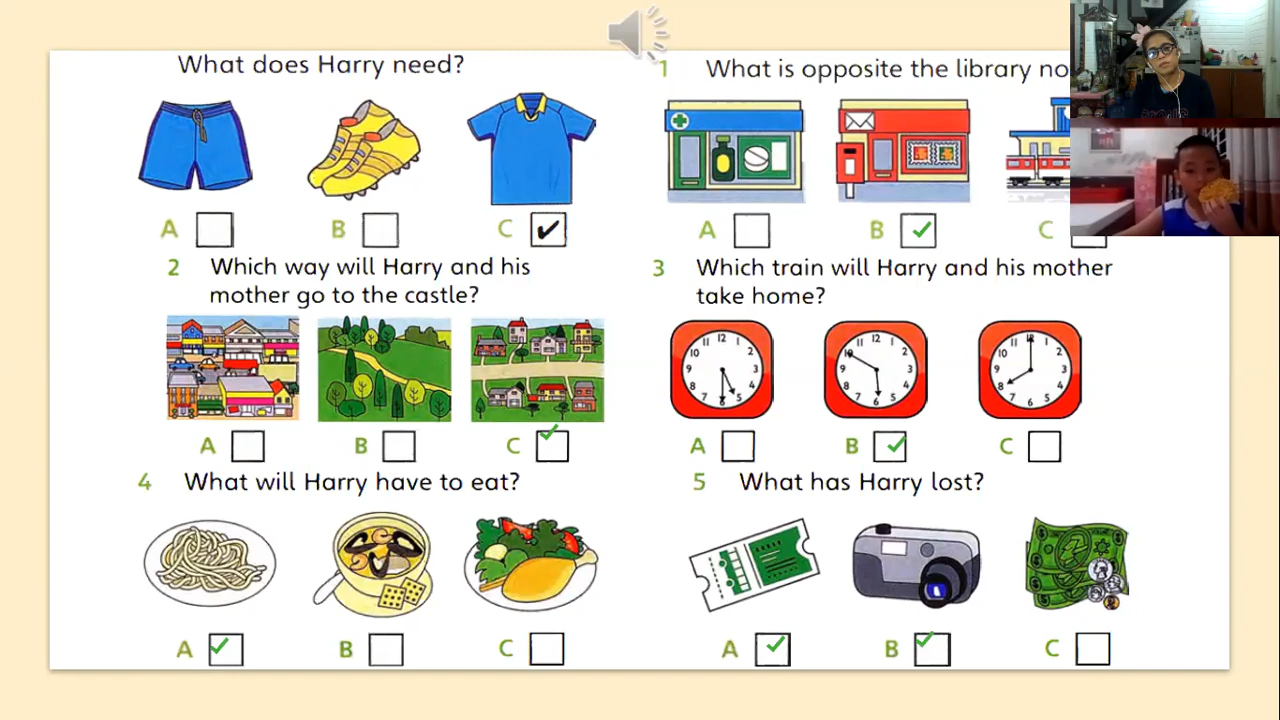 What does Harry need?
A
B
C
1 What is opposite the library no
A
B
C
2 Which way will Harry and his
mother go to the castle?
A
B
C
3 Which train will Harry and his mother
take home?
A
B
C
4 What will Harry have to eat?
A
B
C
5 What has Harry lost?
A
B
C